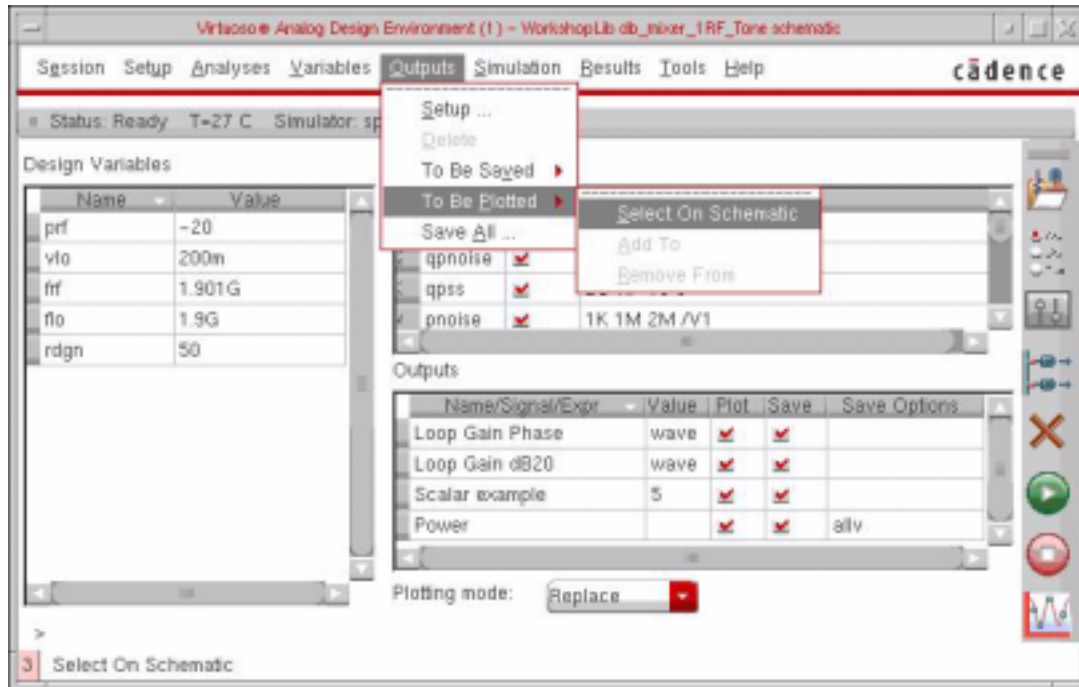 Virtuoso® Analog Design Environment (1) - WorkshopLib db_mixer_1RF_Tone schematic
Session Setup Analyses Variables Outputs Simulation Results Tools Help cādence
Status: Ready T=27 C Simulator: sp
Setup ...
Delete
To Be Saved
To Be Plotted
Save All ...
Select On Schematic
Add To
Remove From
Design Variables
Name Value
prf -20
vlo 200m
frf 1.901G
flo 1.9G
rdgn 50
qpnoise
qpss
pnoise 1K 1M 2M /V1
Outputs
Name/Signal/Expr Value Plot Save Save Options
Loop Gain Phase wave
Loop Gain dB20 wave
Scalar example 5
Power allv
Plotting mode: Replace
>
3 Select On Schematic